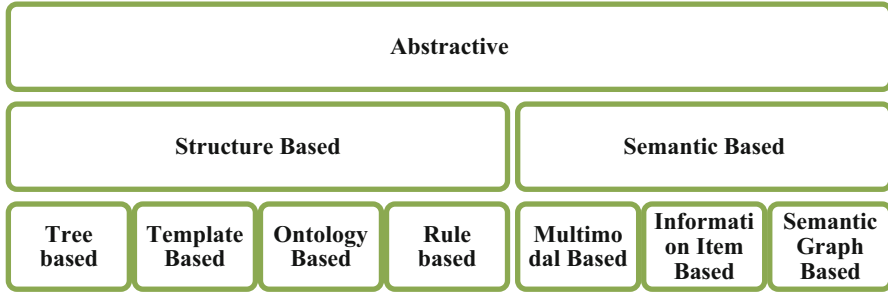 Abstractive
Structure Based
Semantic Based
Tree
based
Template
Based
Ontology
Based
Rule
based
Multimo
dal Based
Informati
on Item
Based
Semantic
Graph
Based